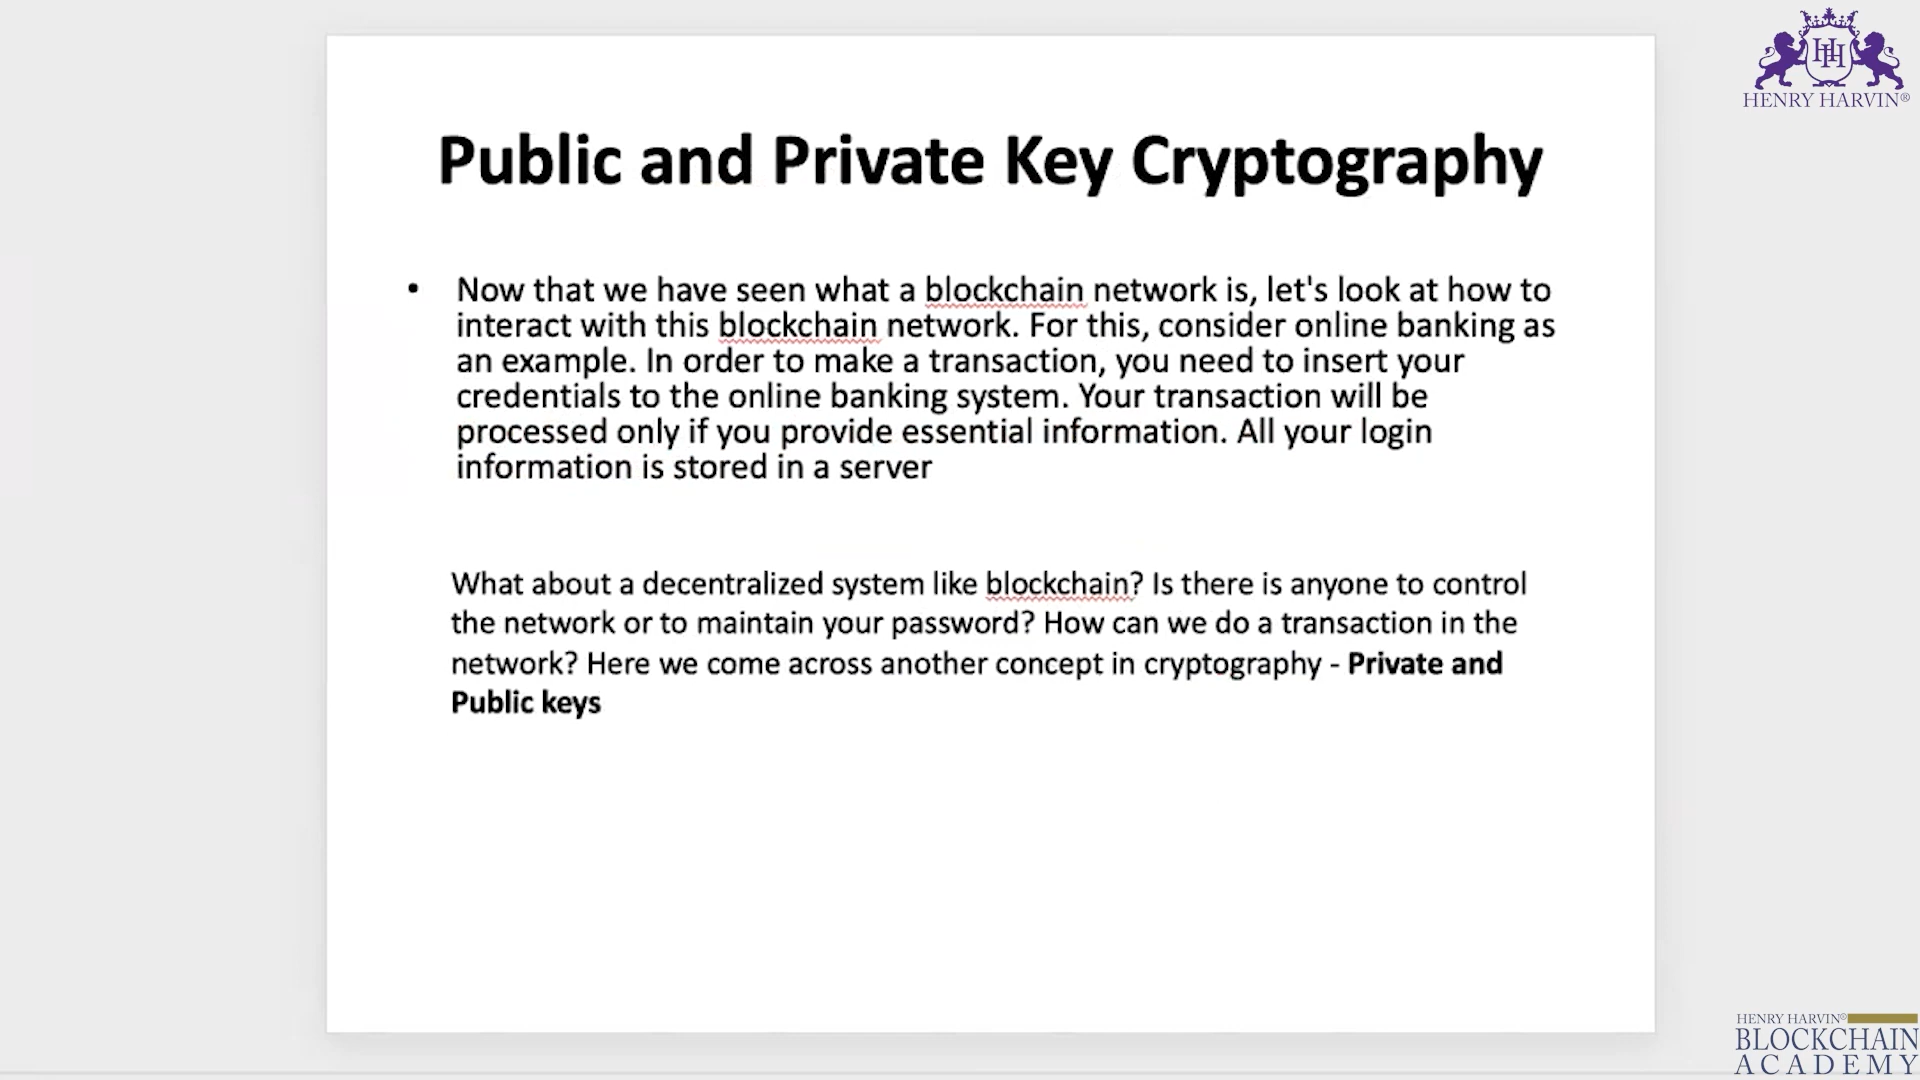 HENRY HARVIN®
Public and Private Key Cryptography
• Now that we have seen what a blockchain network is, let's look at how to
interact with this blockchain network. For this, consider online banking as
an example. In order to make a transaction, you need to insert your
credentials to the online banking system. Your transaction will be
processed only if you provide essential information. All your login
information is stored in a server
What about a decentralized system like blockchain? Is there is anyone to control
the network or to maintain your password? How can we do a transaction in the
network? Here we come across another concept in cryptography - Private and
Public keys
HENRY HARVIN®
BLOCKCHAIN
ACADEMY